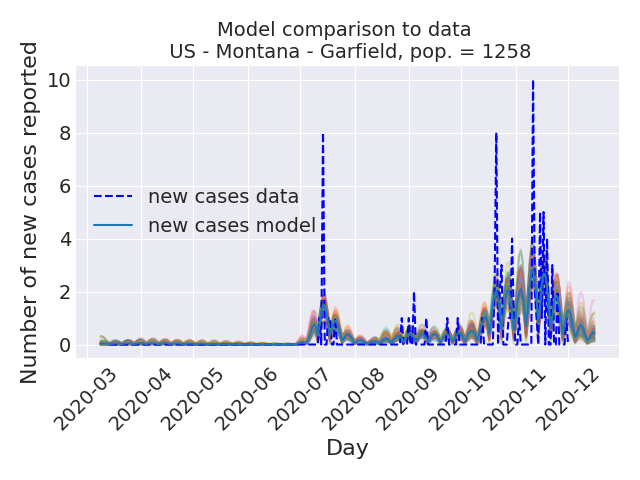 Model comparison to data
US - Montana - Garfield, pop. = 1258
Number of new cases reported
10
8
6
4
2
0
new cases data
new cases model
2020-03
2020-04
2020-05
2020-06
2020-07
2020-08
2020-09
2020-10
2020-11
2020-12
Day